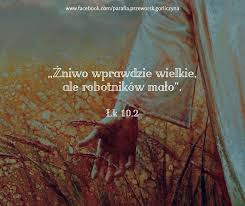 www.facebook.com/parafia.przeworsk.gorliczyna
„Żniwo wprawdzie wielkie,
ale robotników mało”.
Łk 10,2